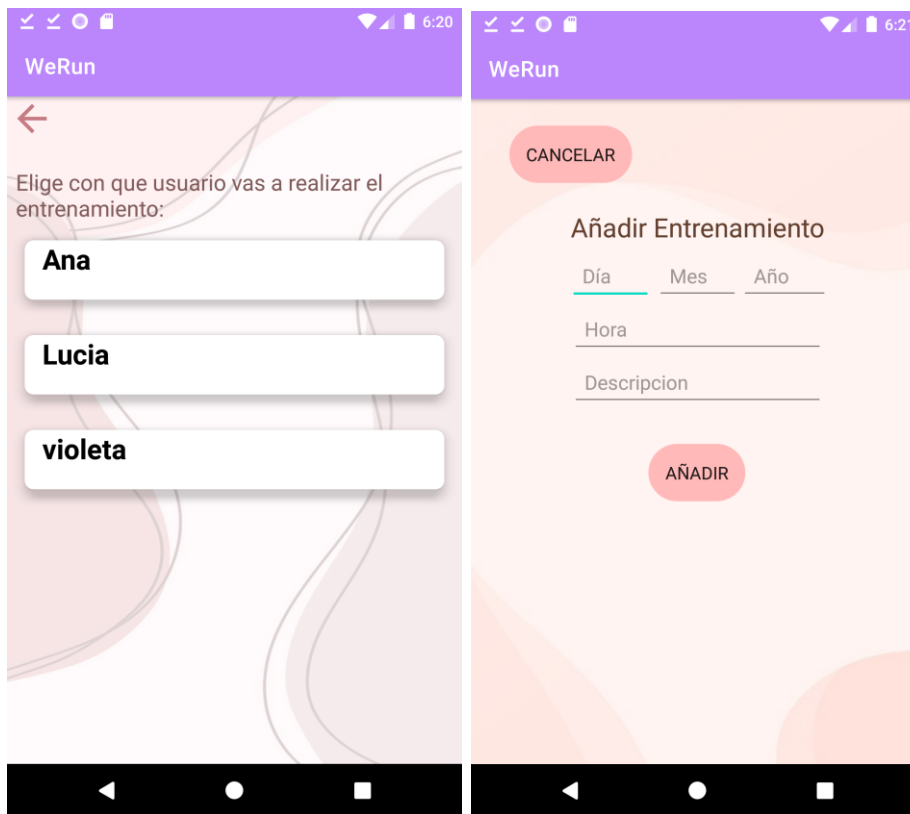 6:20
WeRun
Elige con que usuario vas a realizar el
entrenamiento:
Ana
Lucia
violeta
6:21
WeRun
CANCELAR
Añadir Entrenamiento
Día Mes Año
Hora
Descripcion
AÑADIR